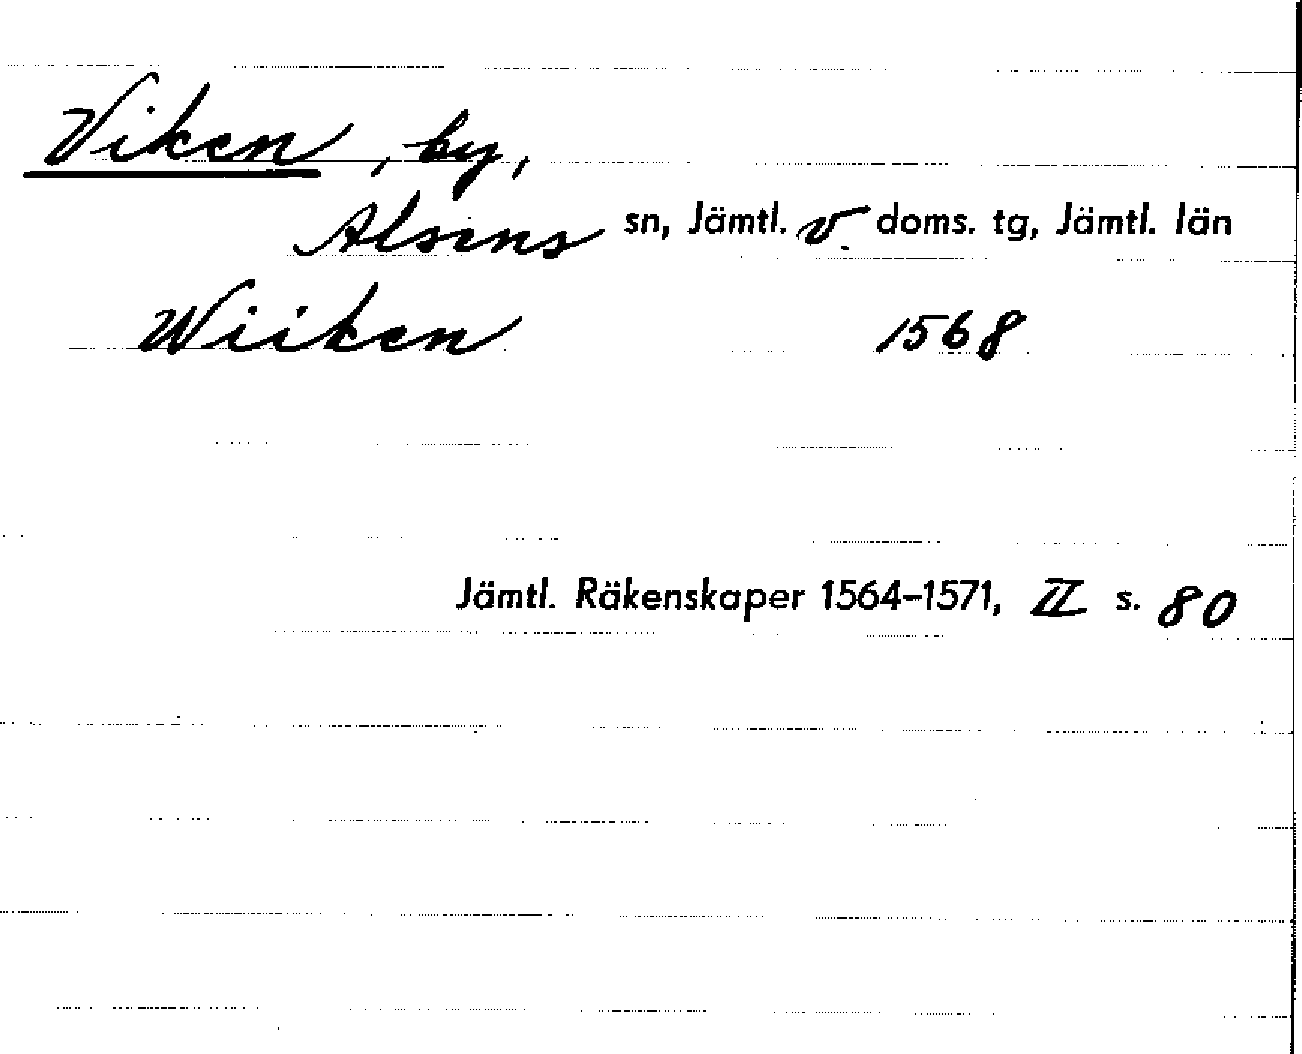 Viken, by,
Alsens sn, Jämtl. v. doms. tg, Jämtl. län
Wiiken 1568
Jämtl. Räkenskaper 1564-1571, II s. 80